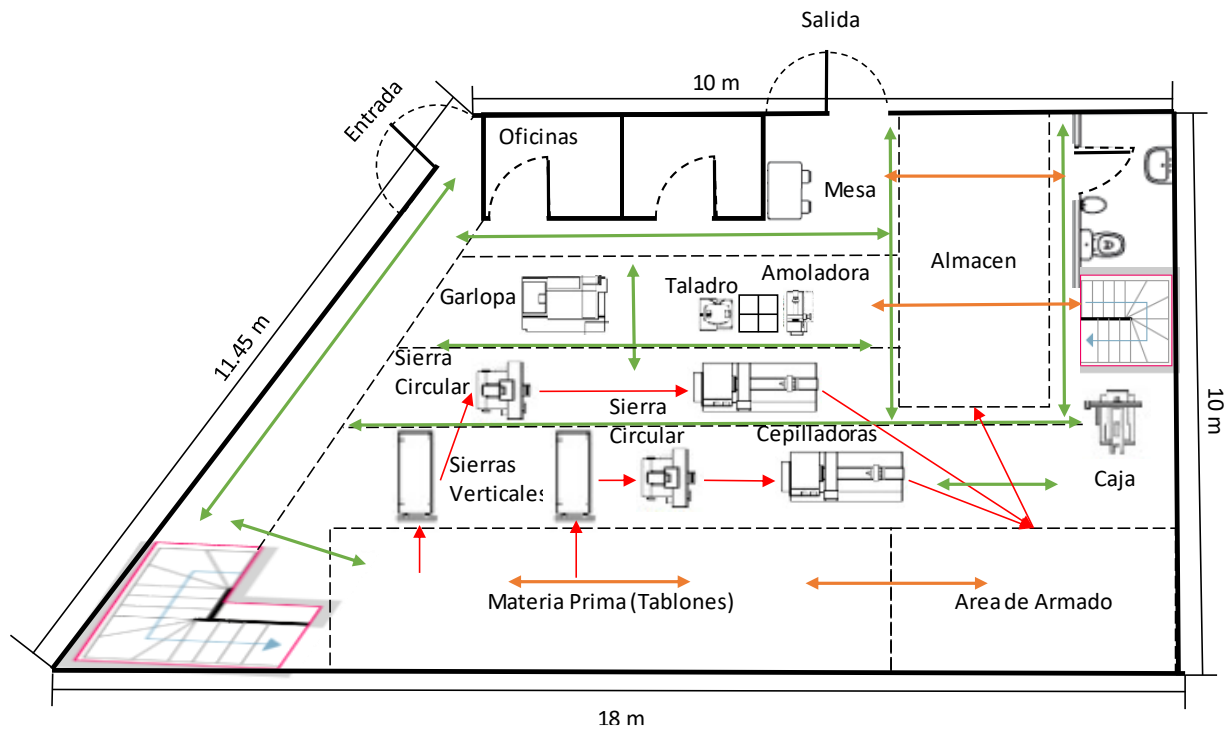 Salida
10 m
Entrada
Oficinas
Mesa
Almacen
Taladro
Amoladora
Garlopa
11.45 m
Sierra
Circular
Sierra
Circular
Cepilladoras
10 m
Sierras
Verticales
Caja
Materia Prima (Tablones)
Area de Armado
18 m